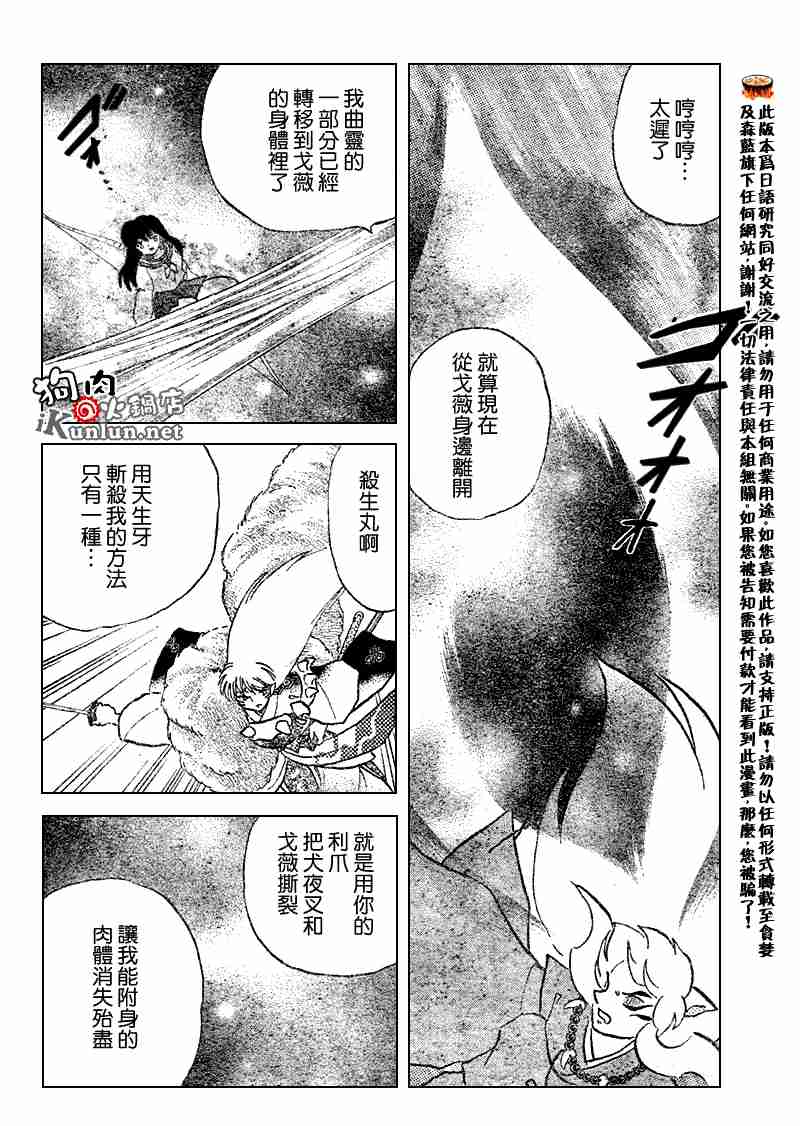 哼哼哼…
太遲了
就算現在
從戈薇身邊離開
ゴオオオ
我曲靈的
一部分已經
轉移到戈薇
的身體裡了
ゴオ
殺生丸啊
用天生牙
斬殺我的方法
只有一種…
就是用你的
利爪
把犬夜叉和
戈薇撕裂
讓我能附身的
肉體消失殆盡
狗肉
火鍋店
iKunlun.net
此版本爲日語研究同好交流之用,請勿用于任何商業用途。如您喜歡此作品,請支持正版!請勿以任何形式轉載至貪婪
及森藍旗下任何網站,謝謝!一切法律責任與本組無關。如果您被告知需要付款才能看到此漫畫,那麼,您被騙了!